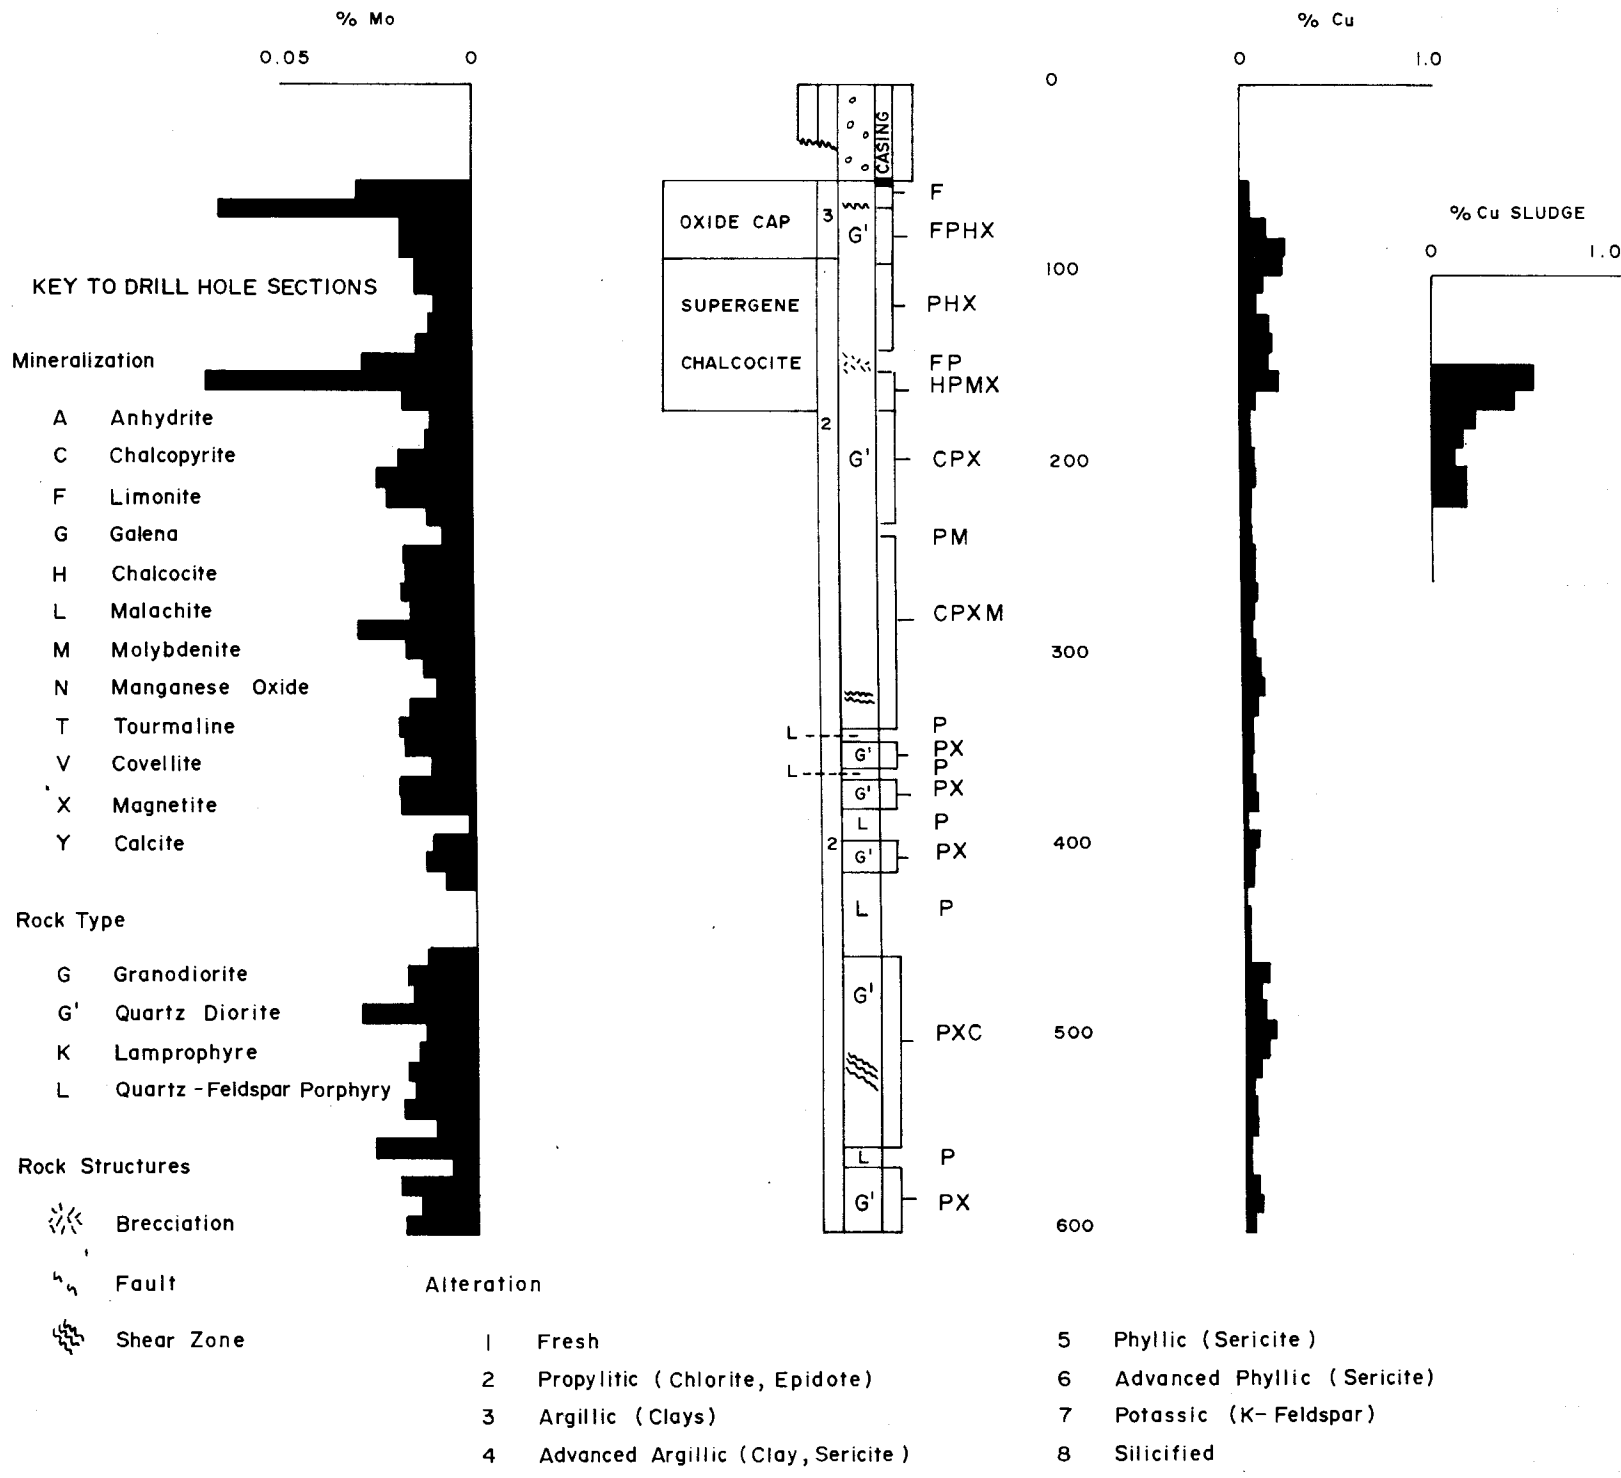 % Mo
0.05 0
% Cu
0 1.0
% Cu SLUDGE
0 1.0
0
100
200
300
400
500
600
CASING
OXIDE CAP
SUPERGENE
CHALCOCITE
3
2
2
G'
G'
L
G'
L
G'
L
G'
L
G'
L
G'
F
FPHX
PHX
FP
HPMX
CPX
PM
CPXM
P
PX
P
PX
P
PX
P
PXC
P
PX
KEY TO DRILL HOLE SECTIONS
Mineralization
A Anhydrite
C Chalcopyrite
F Limonite
G Galena
H Chalcocite
L Malachite
M Molybdenite
N Manganese Oxide
T Tourmaline
V Covellite
X Magnetite
Y Calcite
Rock Type
G Granodiorite
G' Quartz Diorite
K Lamprophyre
L Quartz-Feldspar Porphyry
Rock Structures
Brecciation
Fault
Shear Zone
Alteration
1 Fresh
2 Propylitic (Chlorite, Epidote)
3 Argillic (Clays)
4 Advanced Argillic (Clay, Sericite)
5 Phyllic (Sericite)
6 Advanced Phyllic (Sericite)
7 Potassic (K-Feldspar)
8 Silicified